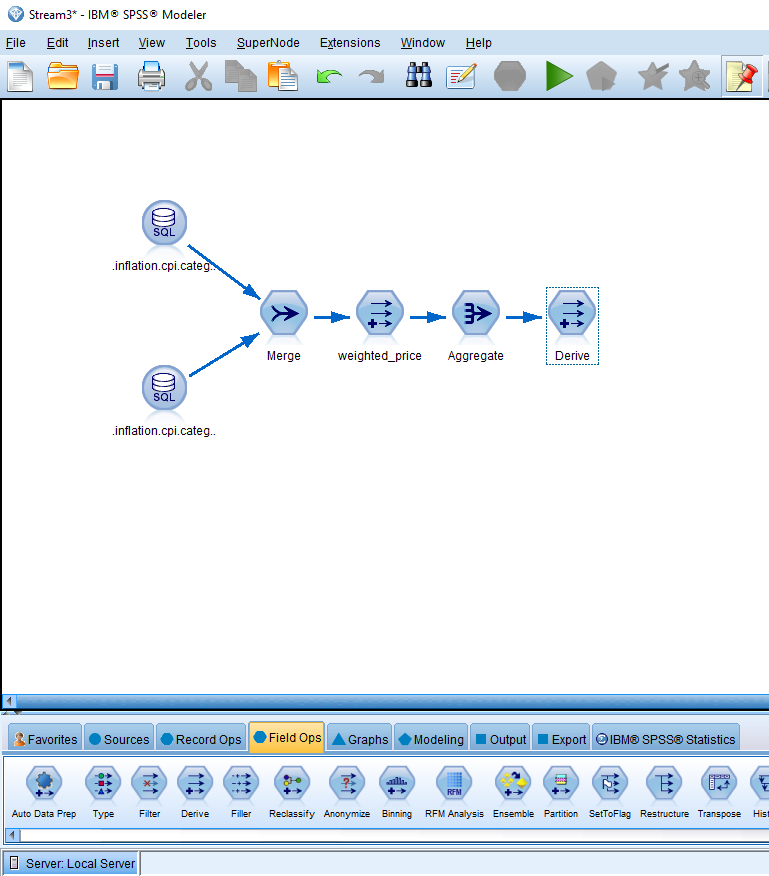 Stream3* - IBM® SPSS® Modeler
File Edit Insert View Tools SuperNode Extensions Window Help
SQL
.inflation.cpi.categ..
Merge weighted_price Aggregate Derive
SQL
.inflation.cpi.categ..
Favorites Sources Record Ops Field Ops Graphs Modeling Output Export IBM® SPSS® Statistics
RFM
Auto Data Prep Type Filter Derive Filler Reclassify Anonymize Binning RFM Analysis Ensemble Partition SetToFlag Restructure Transpose Hist
Server: Local Server